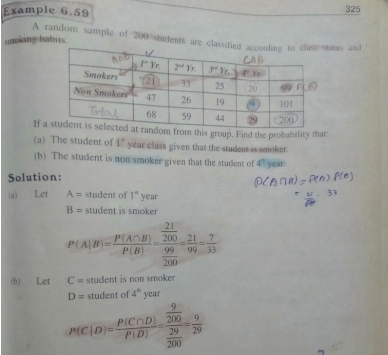 Example 6.59
325
A random sample of 200 students are classified according to class status and
smoking habits.
1st Yr. 2nd Yr. 3rd Yr. 4th Yr.
Smokers 21 33 25 20 99
Non Smokers 47 26 19 9 101
Total 68 59 44 29 200
If a student is selected at random from this group. Find the probability that
(a) The student of 1st year class given that the student is smoker.
(b) The student is non smoker given that the student of 4th year.
Solution:
P(A∩B) = P(A) P(B)
(a) Let A = student of 1st year
B = student is smoker
P(A|B) = P(A∩B)/P(B) = (21/200)/(99/200) = 21/99 = 7/33
(b) Let C = student is non smoker
D = student of 4th year
P(C|D) = P(C∩D)/P(D) = (9/200)/(29/200) = 9/29